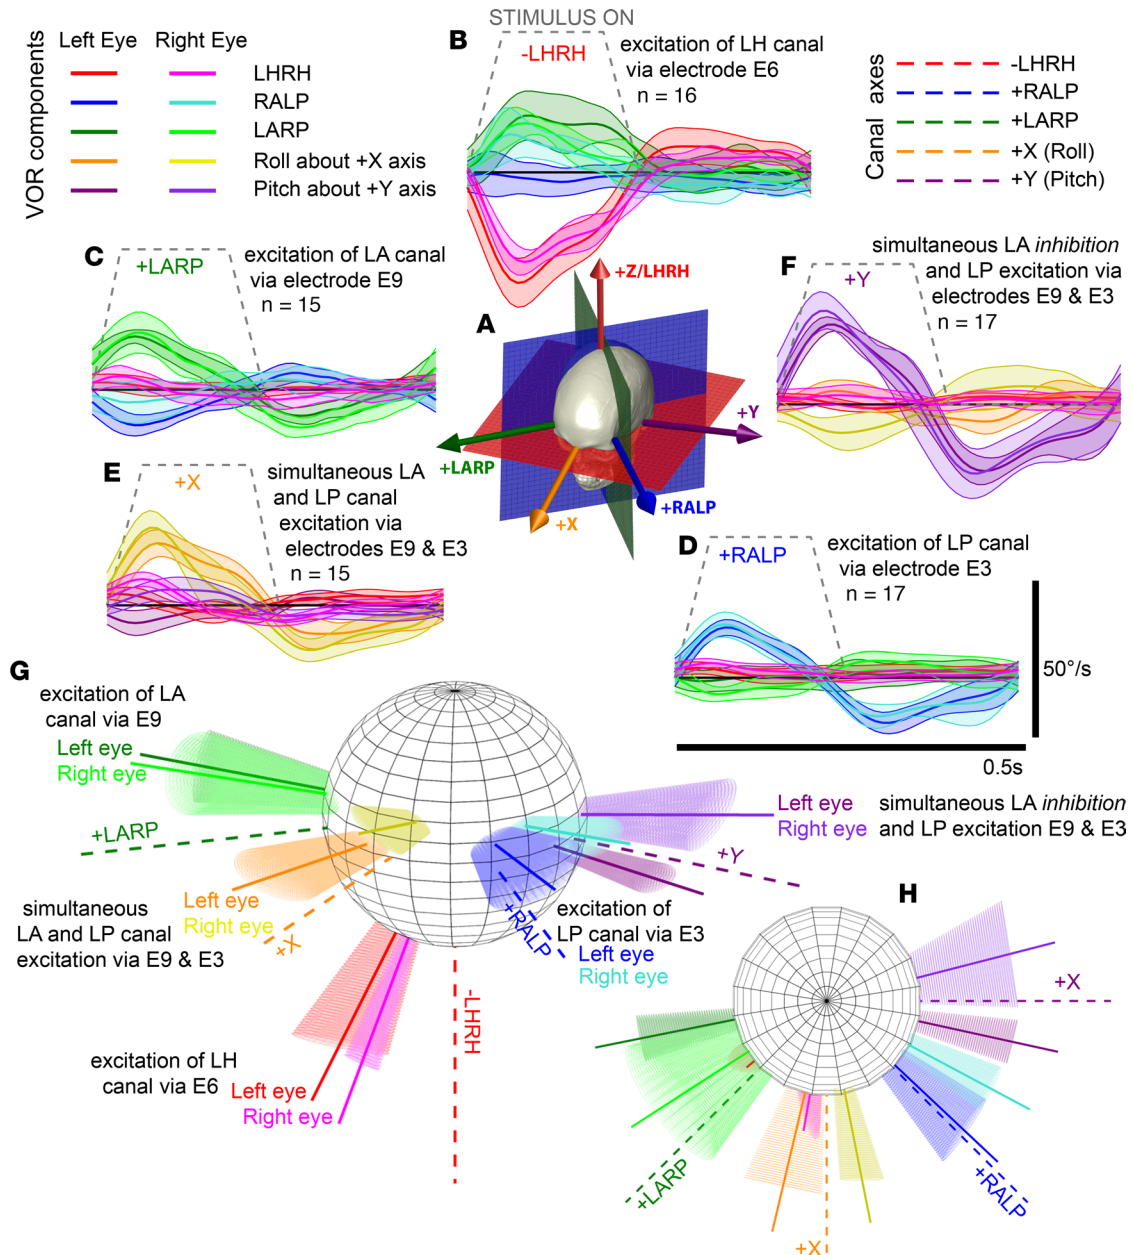 VOR components
Left Eye
Right Eye
LHRH
RALP
LARP
Roll about +X axis
Pitch about +Y axis
B
STIMULUS ON
-LHRH
excitation of LH canal
via electrode E6
n = 16
Canal axes
-LHRH
+RALP
+LARP
+X (Roll)
+Y (Pitch)
C
+LARP
excitation of LA canal
via electrode E9
n = 15
A
+Z/LHRH
+Y
+LARP
+X
+RALP
F
+Y
simultaneous LA inhibition
and LP excitation via
electrodes E9 & E3
n = 17
E
+X
simultaneous LA
and LP canal
excitation via
electrodes E9 & E3
n = 15
D
+RALP
excitation of LP canal
via electrode E3
n = 17
50°/s
0.5s
G
excitation of LA
canal via E9
Left eye
Right eye
+LARP
Left eye
Right eye
+X
simultaneous
LA and LP canal
excitation via E9 & E3
excitation of LH
canal via E6
Left eye
Right eye
-LHRH
+RALP
excitation of
LP canal via E3
Left eye
Right eye
+Y
Left eye
Right eye
simultaneous LA inhibition
and LP excitation E9 & E3
H
+X
+LARP
+X
+RALP